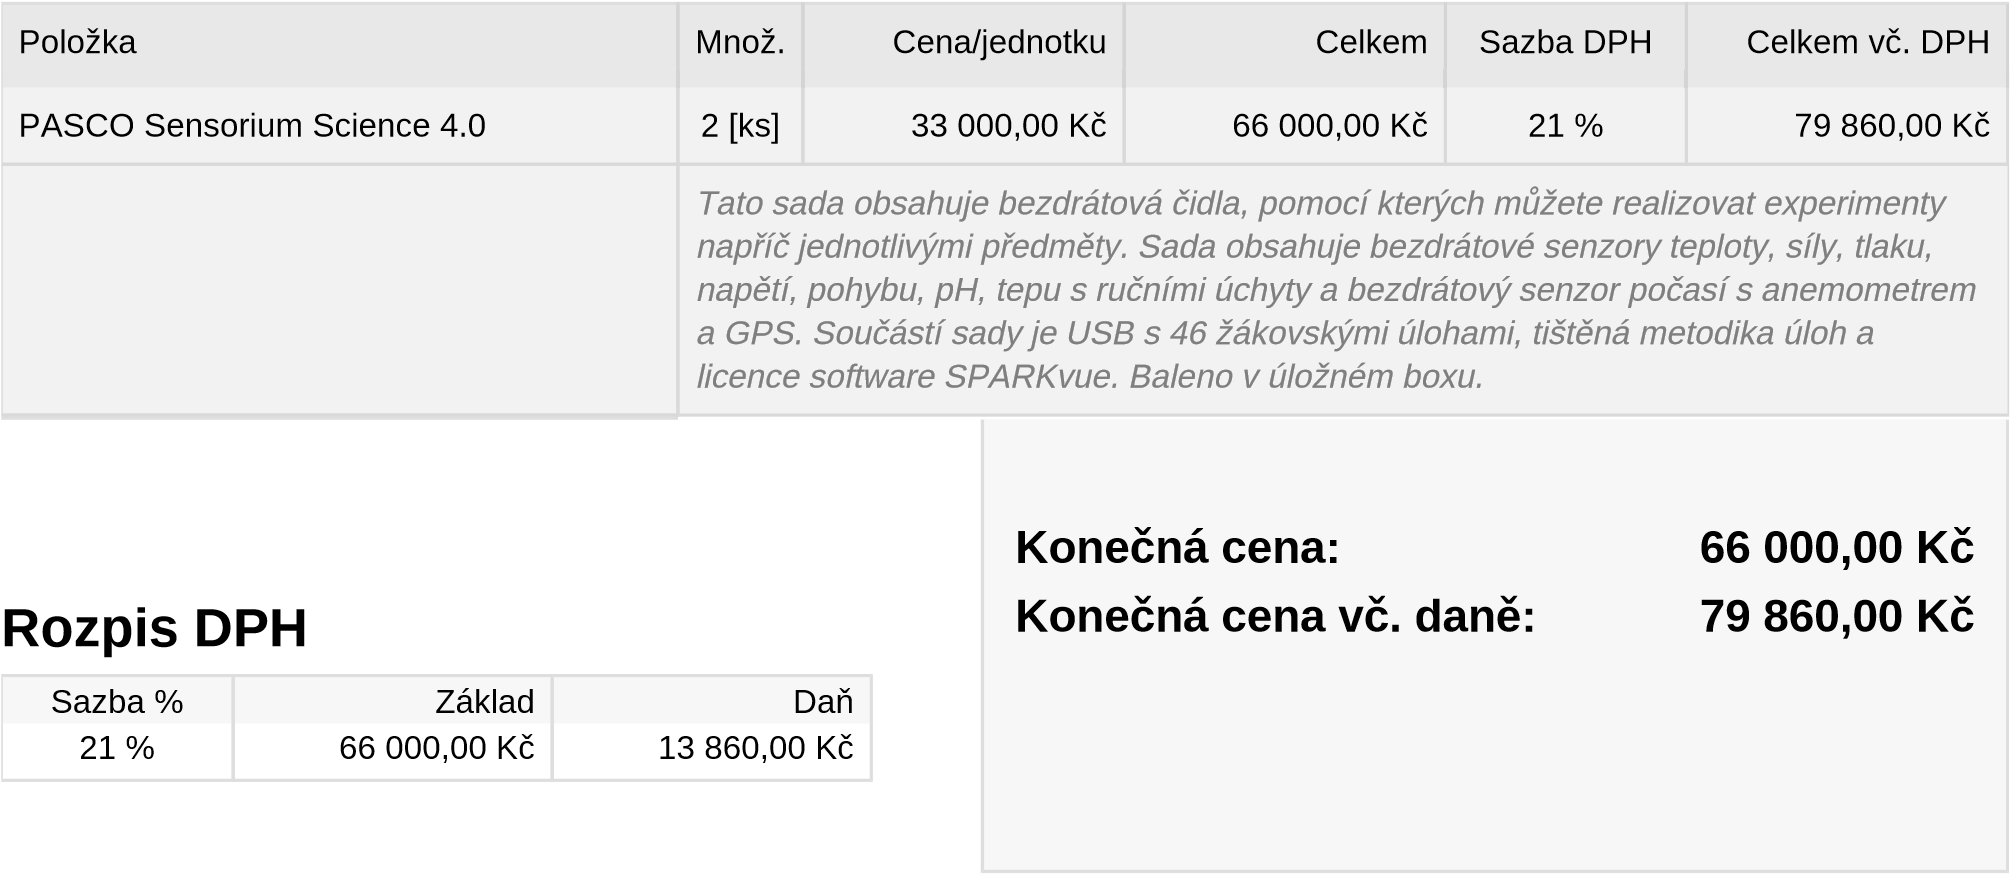 Položka Množ. Cena/jednotku Celkem Sazba DPH Celkem vč. DPH
PASCO Sensorium Science 4.0 2 [ks] 33 000,00 Kč 66 000,00 Kč 21 % 79 860,00 Kč
Tato sada obsahuje bezdrátová čidla, pomocí kterých můžete realizovat experimenty
napříč jednotlivými předměty. Sada obsahuje bezdrátové senzory teploty, síly, tlaku,
napětí, pohybu, pH, tepu s ručními úchyty a bezdrátový senzor počasí s anemometrem
a GPS. Součástí sady je USB s 46 žákovskými úlohami, tištěná metodika úloh a
licence software SPARKvue. Baleno v úložném boxu.
Konečná cena: 66 000,00 Kč
Konečná cena vč. daně: 79 860,00 Kč
Rozpis DPH
Sazba % Základ Daň
21 % 66 000,00 Kč 13 860,00 Kč